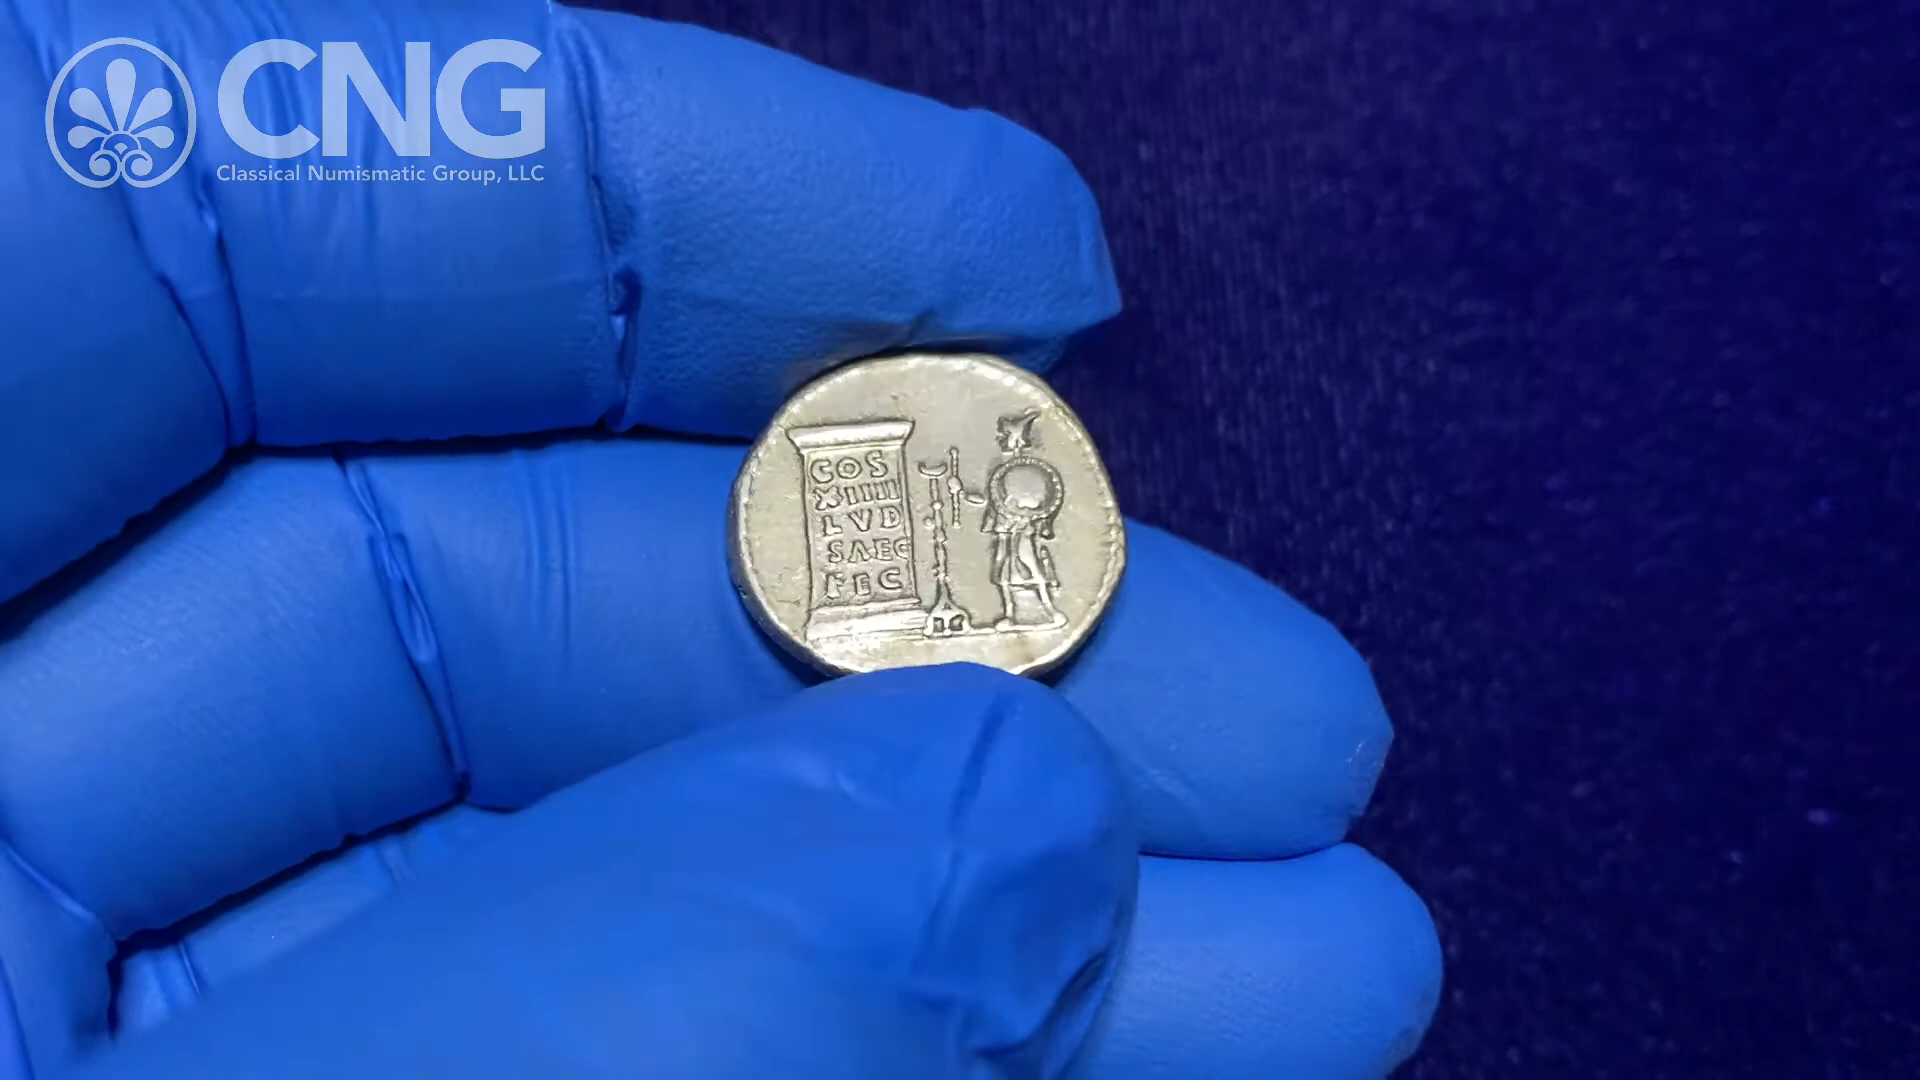 CNG
Classical Numismatic Group, LLC
COS
XIIII
LVD
SAEC
FEC